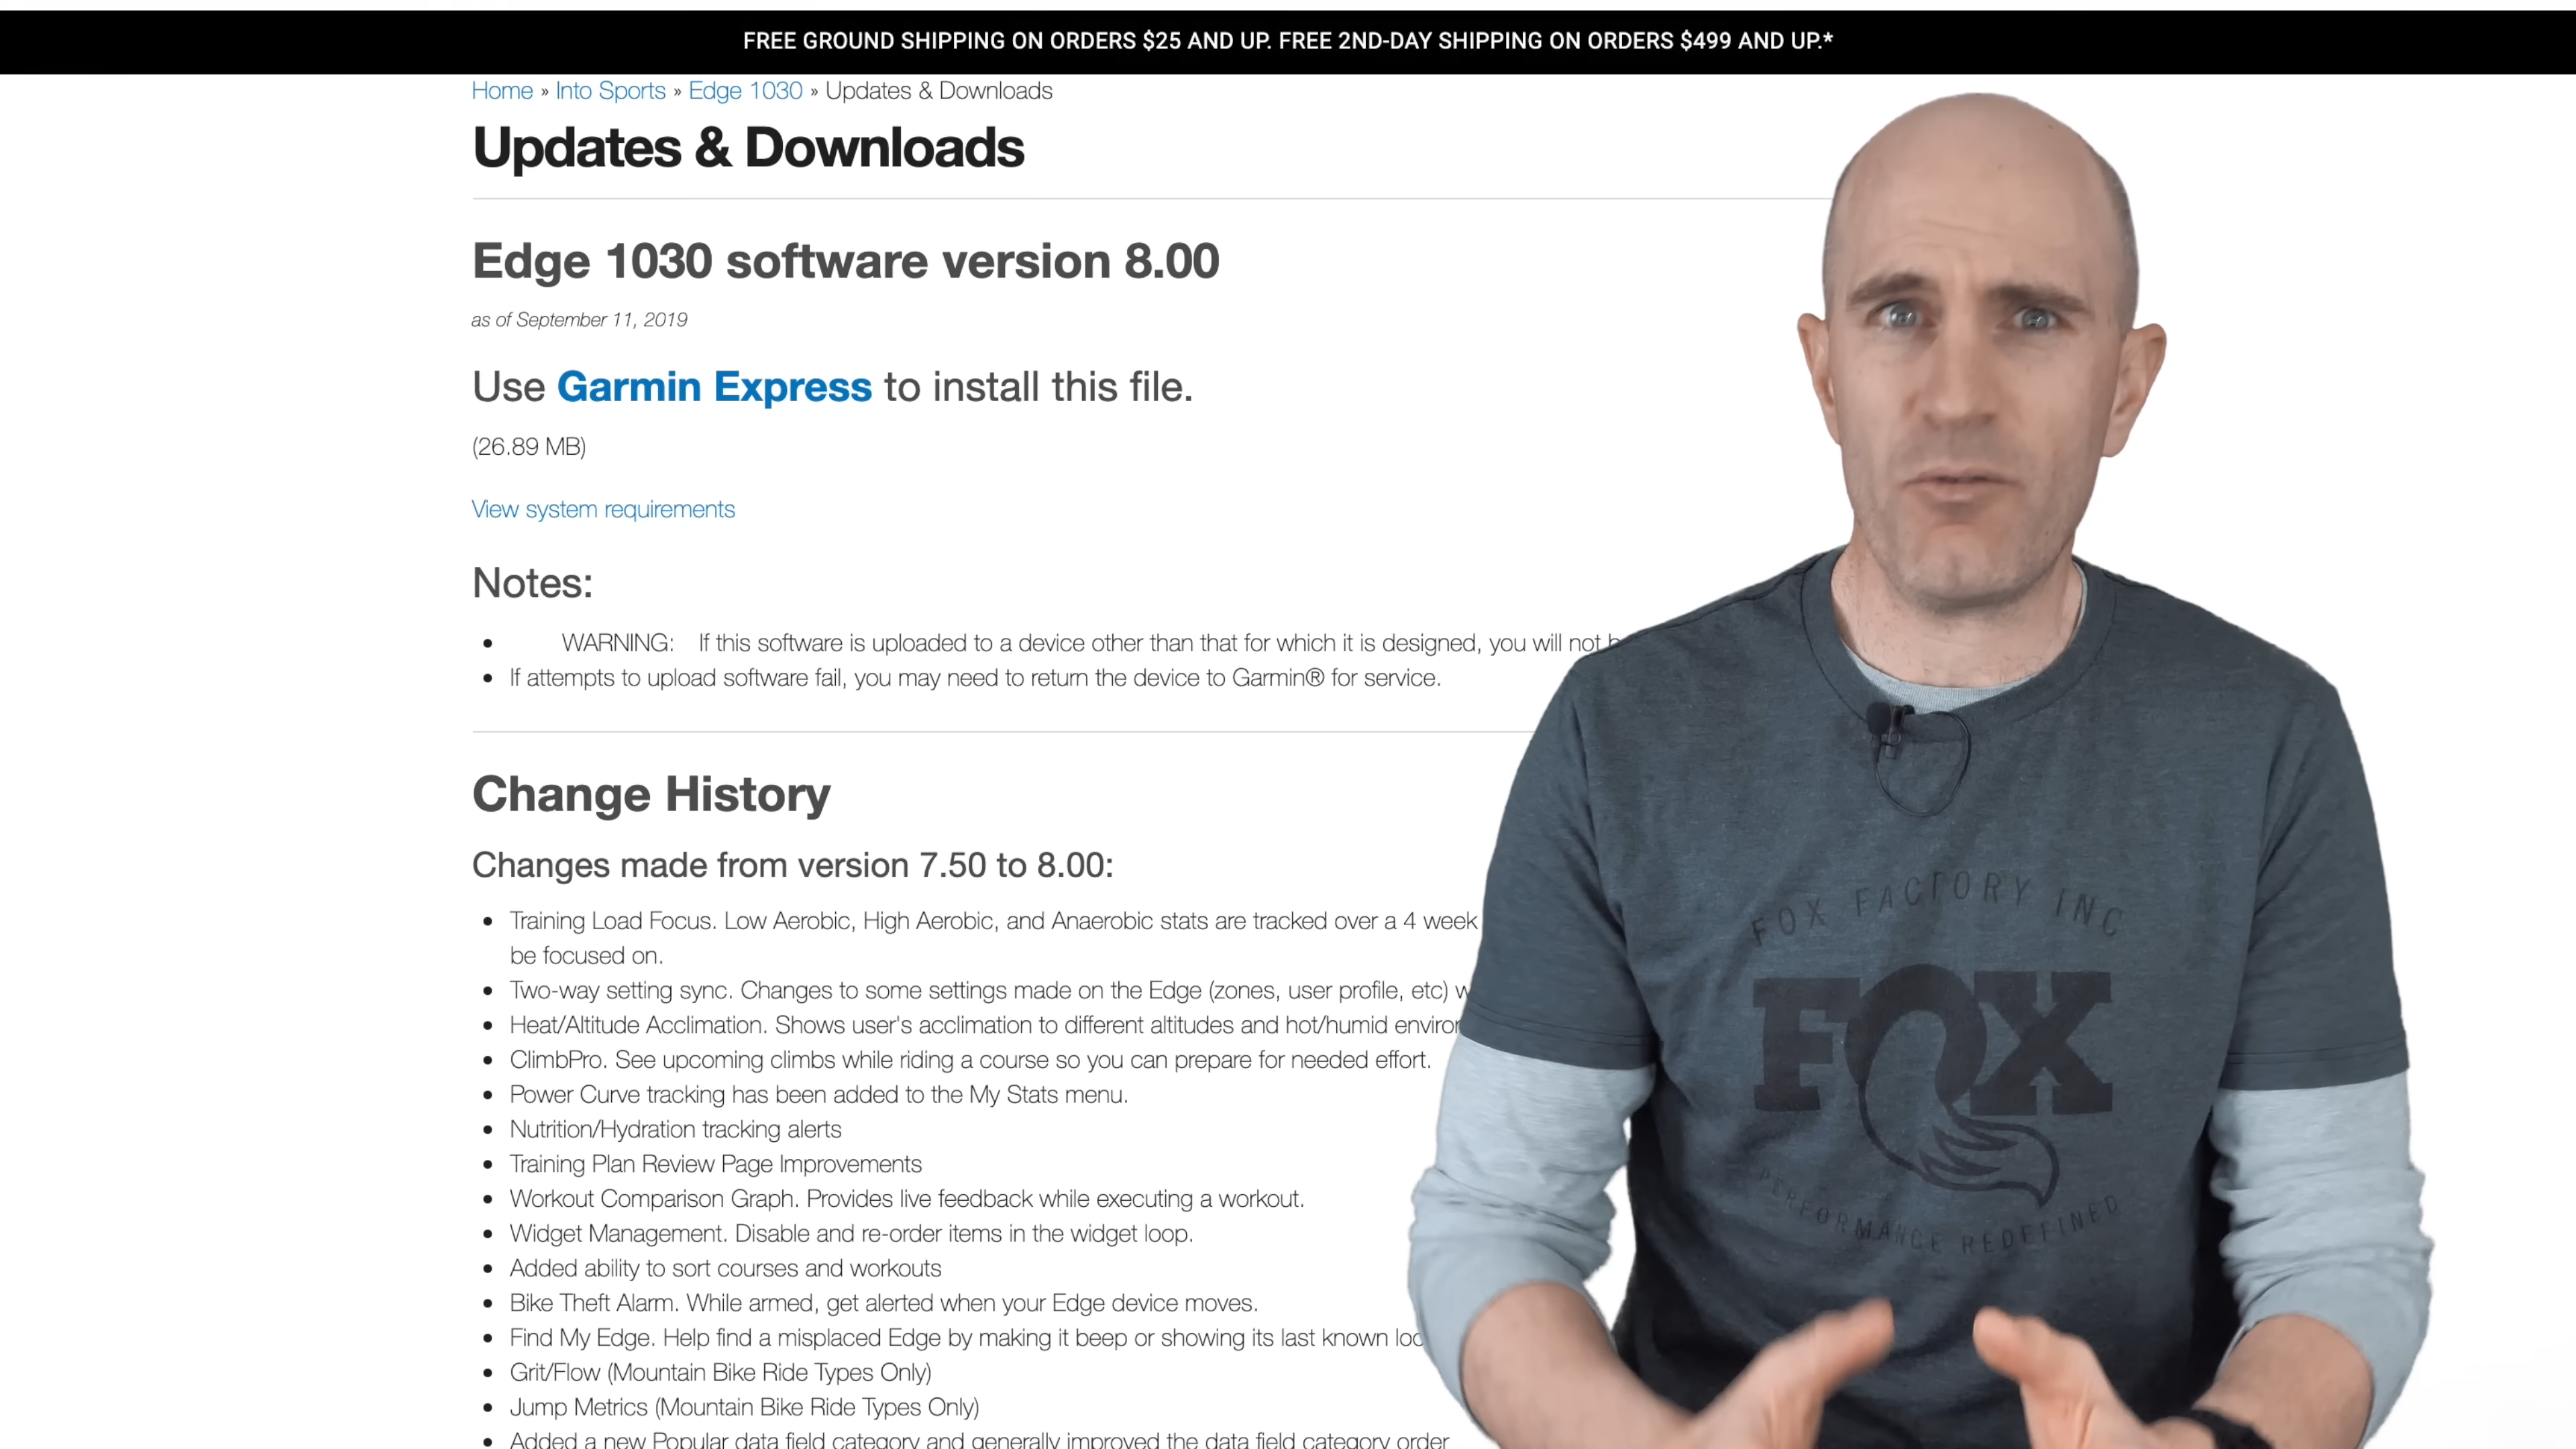 FREE GROUND SHIPPING ON ORDERS $25 AND UP. FREE 2ND-DAY SHIPPING ON ORDERS $499 AND UP.*
Home » Into Sports » Edge 1030 » Updates & Downloads
Updates & Downloads
Edge 1030 software version 8.00
as of September 11, 2019
Use Garmin Express to install this file.
(26.89 MB)
View system requirements
Notes:
• WARNING: If this software is uploaded to a device other than that for which it is designed, you will not
• If attempts to upload software fail, you may need to return the device to Garmin® for service.
Change History
Changes made from version 7.50 to 8.00:
• Training Load Focus. Low Aerobic, High Aerobic, and Anaerobic stats are tracked over a 4 week
be focused on.
• Two-way setting sync. Changes to some settings made on the Edge (zones, user profile, etc)
• Heat/Altitude Acclimation. Shows user's acclimation to different altitudes and hot/humid
• ClimbPro. See upcoming climbs while riding a course so you can prepare for needed effort.
• Power Curve tracking has been added to the My Stats menu.
• Nutrition/Hydration tracking alerts
• Training Plan Review Page Improvements
• Workout Comparison Graph. Provides live feedback while executing a workout.
• Widget Management. Disable and re-order items in the widget loop.
• Added ability to sort courses and workouts
• Bike Theft Alarm. While armed, get alerted when your Edge device moves.
• Find My Edge. Help find a misplaced Edge by making it beep or showing its last known
• Grit/Flow (Mountain Bike Ride Types Only)
• Jump Metrics (Mountain Bike Ride Types Only)
• Added a new Popular data field category and generally improved the data field category order
FOX FACTORY INC
FOX
PERFORMANCE REDEFINED